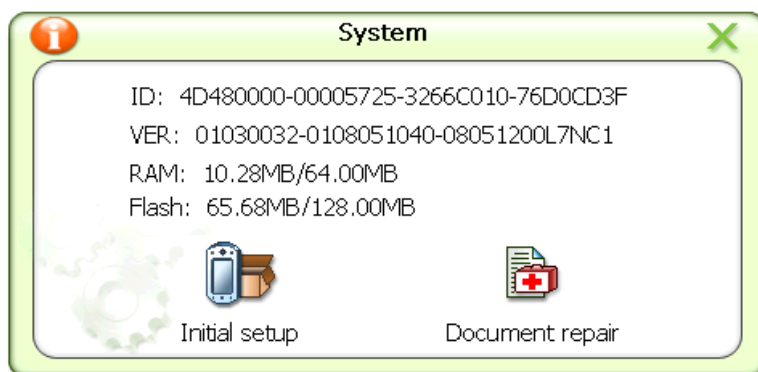 System
ID: 4D480000-00005725-3266C010-76D0CD3F
VER: 01030032-0108051040-08051200L7NC1
RAM: 10.28MB/64.00MB
Flash: 65.68MB/128.00MB
Initial setup
Document repair